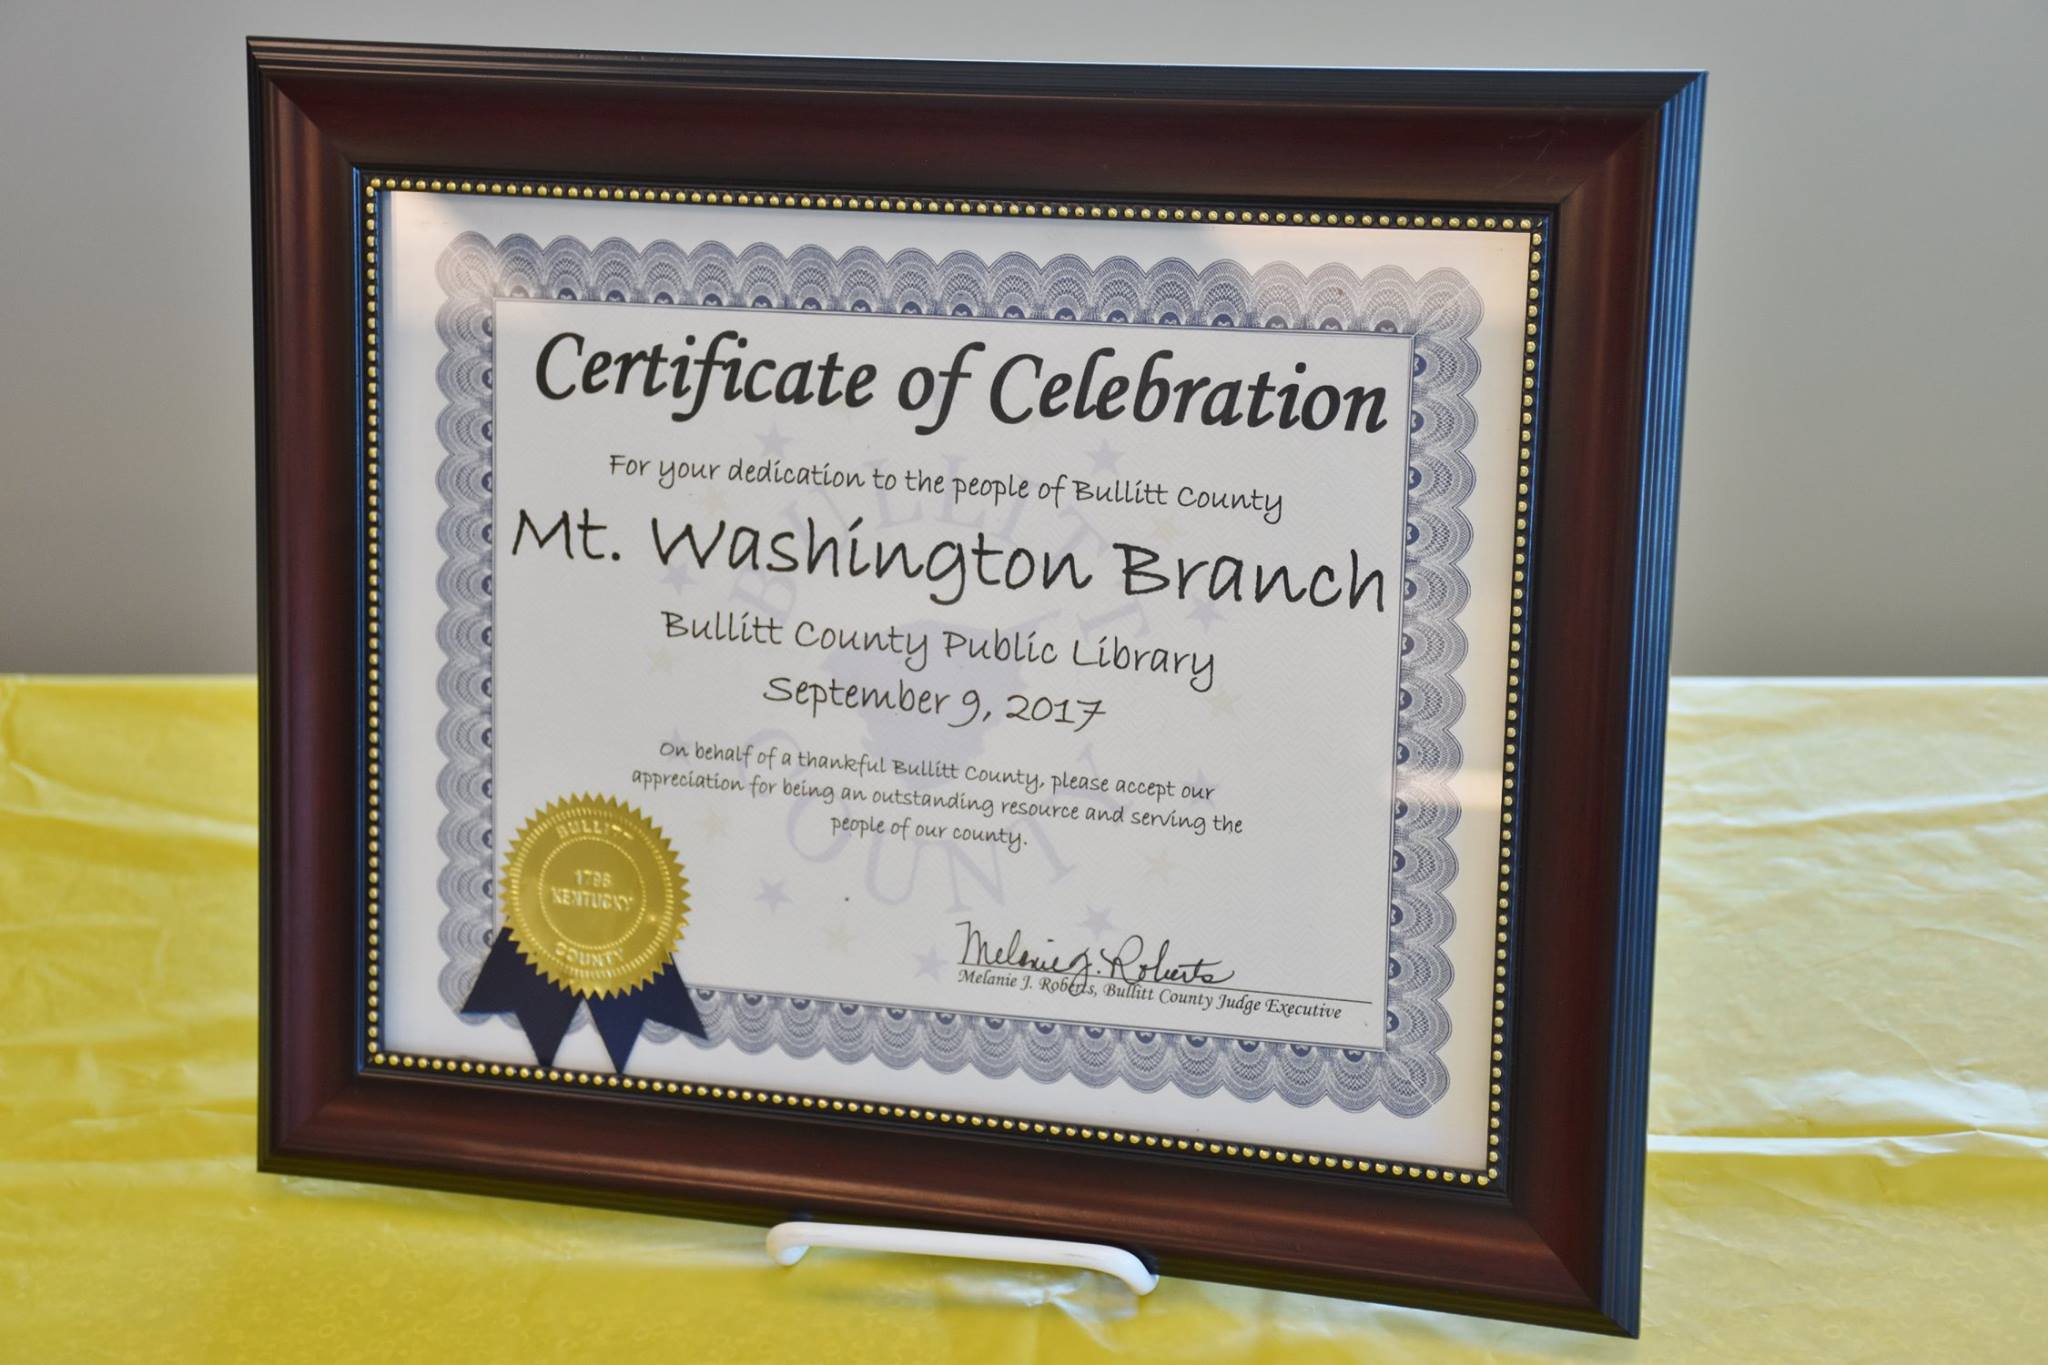 Certificate of Celebration
For your dedication to the people of Bullitt County
Mt. Washington Branch
Bullitt County Public Library
September 9, 2017
On behalf of a thankful Bullitt County, please accept our
appreciation for being an outstanding resource and serving the
people of our county.
BULLITT
COUNTY
BULLITT
1796
KENTUCKY
COUNTY
Melanie J. Roberts
Melanie J. Roberts, Bullitt County Judge Executive